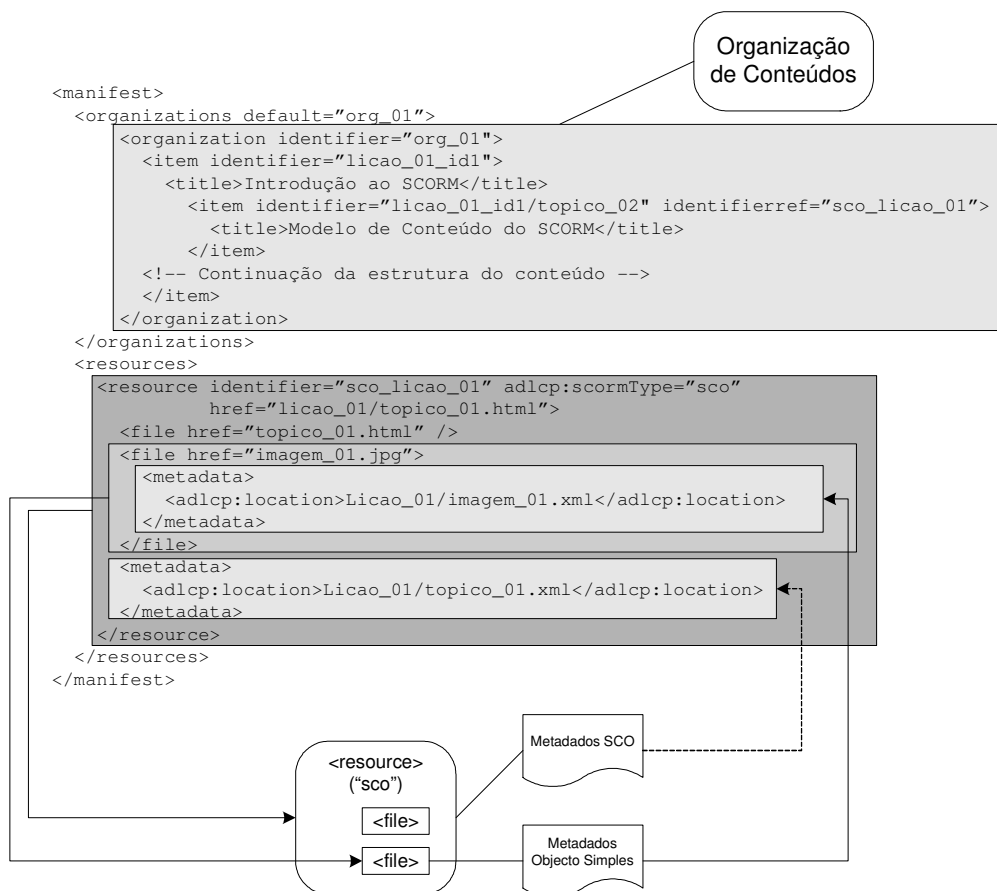 Organização
de Conteúdos
<manifest>
<organizations default=”org_01”>
<organization identifier=”org_01">
<item identifier=”licao_01_id1">
<title>Introdução ao SCORM</title>
<item identifier=”licao_01_id1/topico_02" identifierref=”sco_licao_01”>
<title>Modelo de Conteúdo do SCORM</title>
</item>
<!-- Continuação da estrutura do conteúdo -->
</item>
</organization>
</organizations>
<resources>
<resource identifier=”sco_licao_01” adlcp:scormType=”sco”
href=”licao_01/topico_01.html”>
<file href=”topico_01.html” />
<file href=”imagem_01.jpg”>
<metadata>
<adlcp:location>Licao_01/imagem_01.xml</adlcp:location>
</metadata>
</file>
<metadata>
<adlcp:location>Licao_01/topico_01.xml</adlcp:location>
</metadata>
</resource>
</resources>
</manifest>
Metadados SCO
<resource>
(“sco”)
<file>
<file>
Metadados
Objecto Simples